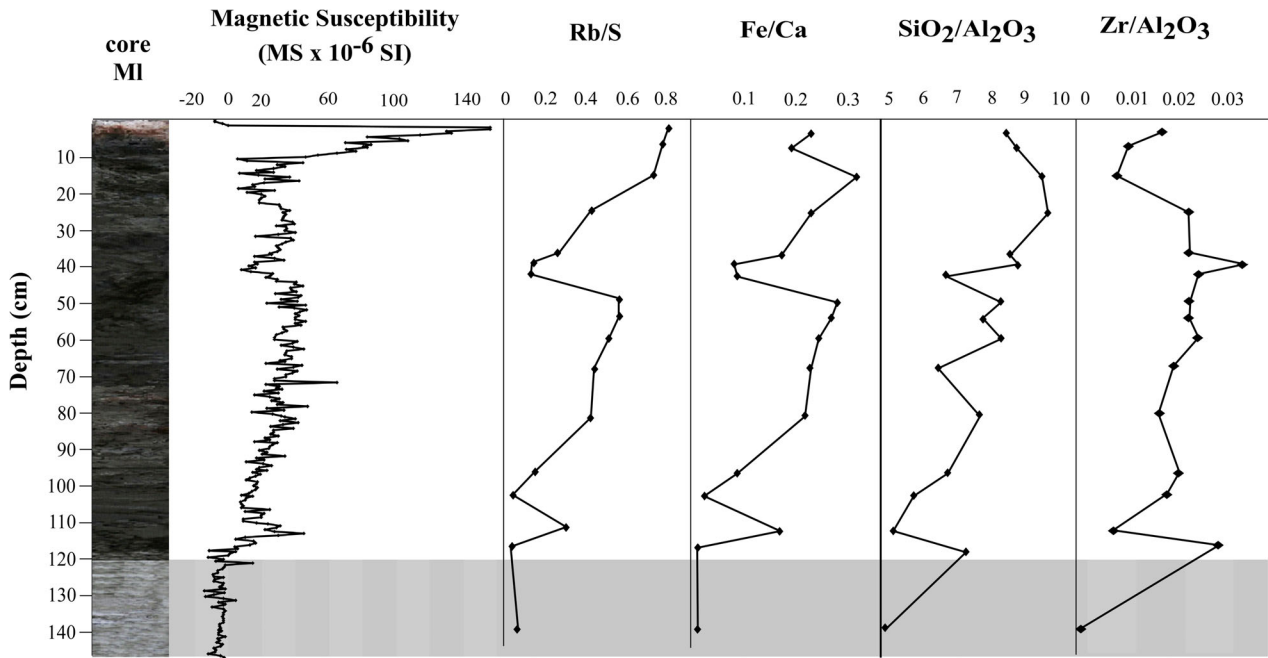 Magnetic Susceptibility
(MS x 10-6 SI)
Rb/S
Fe/Ca
SiO2/Al2O3
Zr/Al2O3
core
Ml
-20 0 20 60 100 140
0 0.2 0.4 0.6 0.8
0.1 0.2 0.3
5 6 7 8 9 10
0 0.01 0.02 0.03
Depth (cm)
10
20
30
40
50
60
70
80
90
100
110
120
130
140